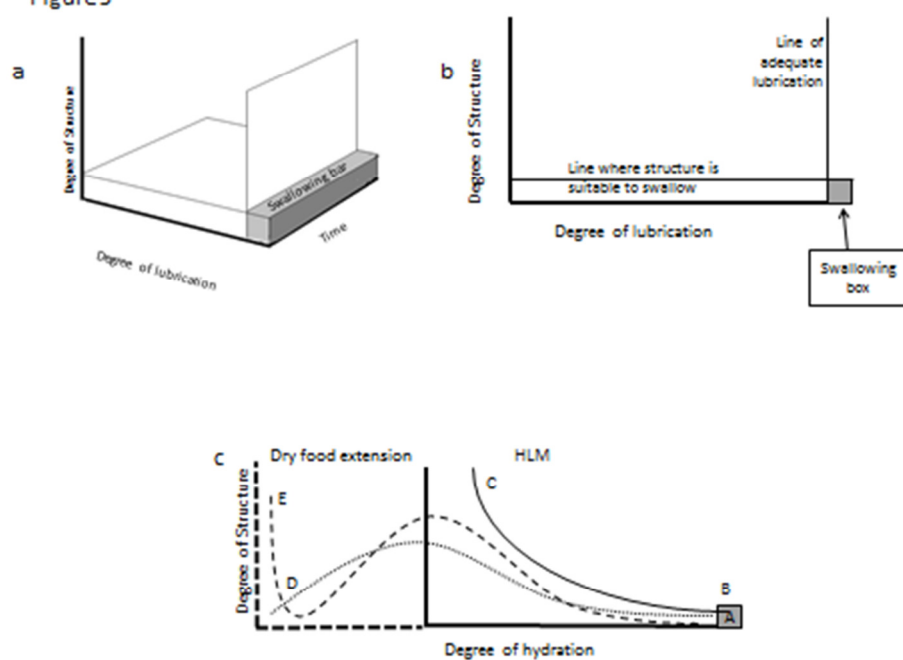 a
Degree of Structure
Degree of lubrication
Time
Swallowing bar
b
Degree of Structure
Line of
adequate
lubrication
Line where structure is
suitable to swallow
Degree of lubrication
Swallowing
box
c
Dry food extension
HLM
Degree of Structure
E
D
C
B
A
Degree of hydration